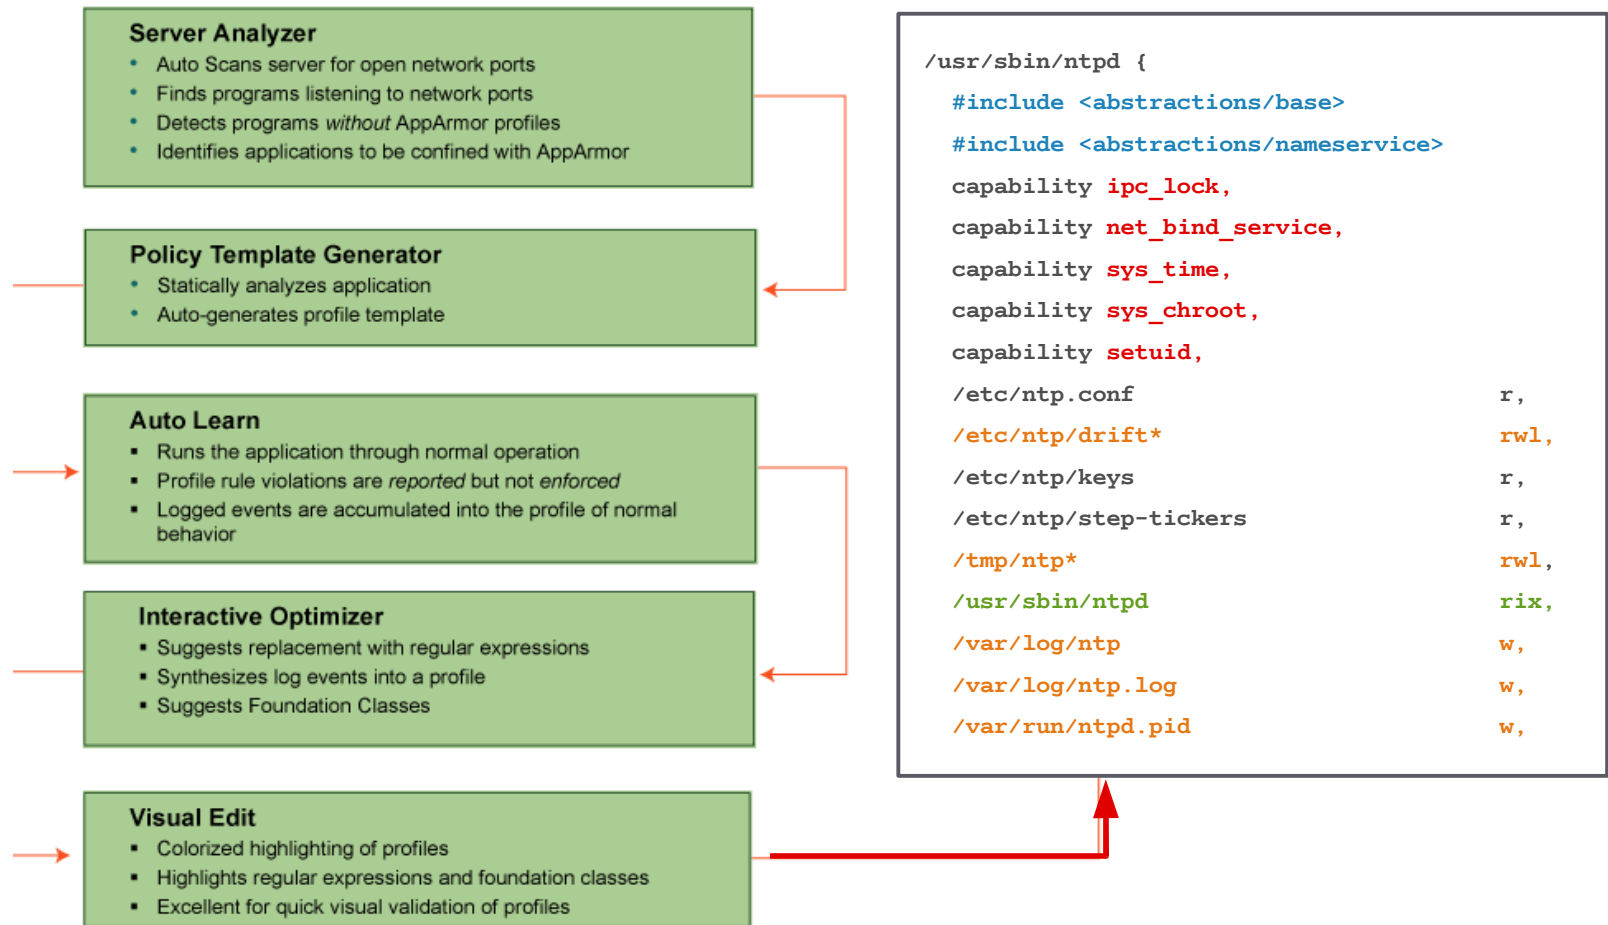 Server Analyzer
• Auto Scans server for open network ports
• Finds programs listening to network ports
• Detects programs without AppArmor profiles
• Identifies applications to be confined with AppArmor
Policy Template Generator
• Statically analyzes application
• Auto-generates profile template
Auto Learn
▪ Runs the application through normal operation
▪ Profile rule violations are reported but not enforced
▪ Logged events are accumulated into the profile of normal
behavior
Interactive Optimizer
▪ Suggests replacement with regular expressions
▪ Synthesizes log events into a profile
▪ Suggests Foundation Classes
Visual Edit
▪ Colorized highlighting of profiles
▪ Highlights regular expressions and foundation classes
▪ Excellent for quick visual validation of profiles
/usr/sbin/ntpd {
#include <abstractions/base>
#include <abstractions/nameservice>
capability ipc_lock,
capability net_bind_service,
capability sys_time,
capability sys_chroot,
capability setuid,
/etc/ntp.conf r,
/etc/ntp/drift* rwl,
/etc/ntp/keys r,
/etc/ntp/step-tickers r,
/tmp/ntp* rwl,
/usr/sbin/ntpd rix,
/var/log/ntp w,
/var/log/ntp.log w,
/var/run/ntpd.pid w,